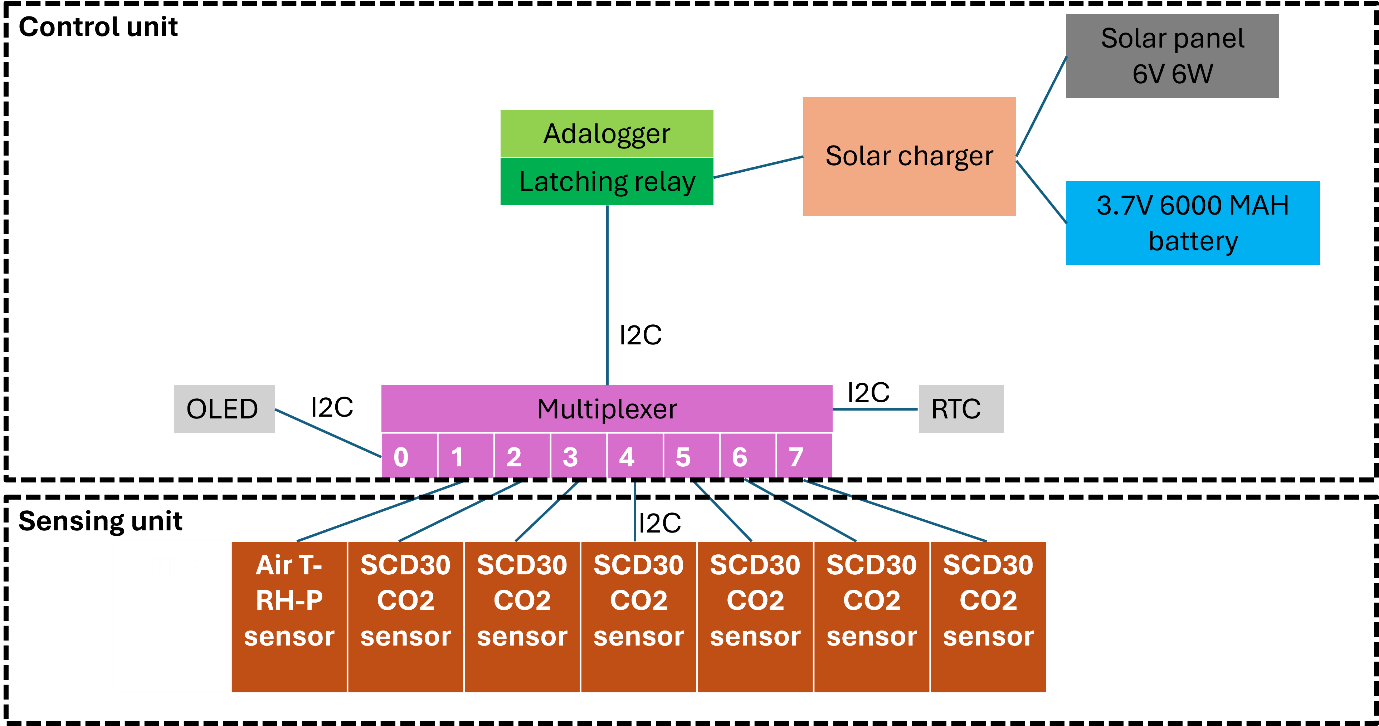 Control unit
Solar panel
6V 6W
Adalogger
Latching relay
Solar charger
3.7V 6000 MAH
battery
I2C
OLED
I2C
Multiplexer
I2C
RTC
0 1 2 3 4 5 6 7
Sensing unit
I2C
Air T-
RH-P
sensor
SCD30
CO2
sensor
SCD30
CO2
sensor
SCD30
CO2
sensor
SCD30
CO2
sensor
SCD30
CO2
sensor
SCD30
CO2
sensor